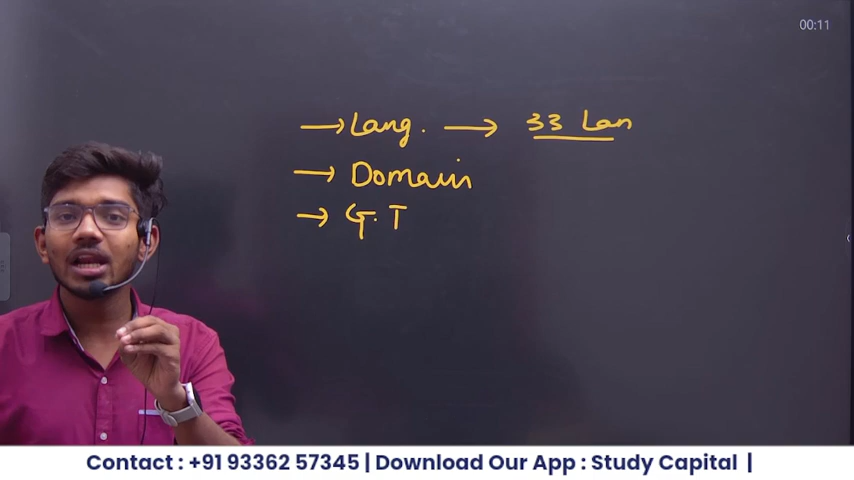 00:11
→ Lang. → 33 Lan
→ Domain
→ G.T
Contact : +91 93362 57345 | Download Our App : Study Capital |